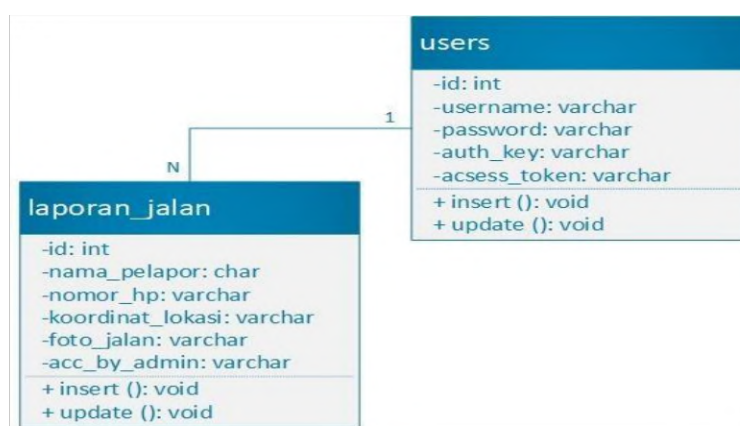 users
-id: int
-username: varchar
-password: varchar
-auth_key: varchar
-acsess_token: varchar
+ insert (): void
+ update (): void
1
N
laporan_jalan
-id: int
-nama_pelapor: char
-nomor_hp: varchar
-koordinat_lokasi: varchar
-foto_jalan: varchar
-acc_by_admin: varchar
+ insert (): void
+ update (): void